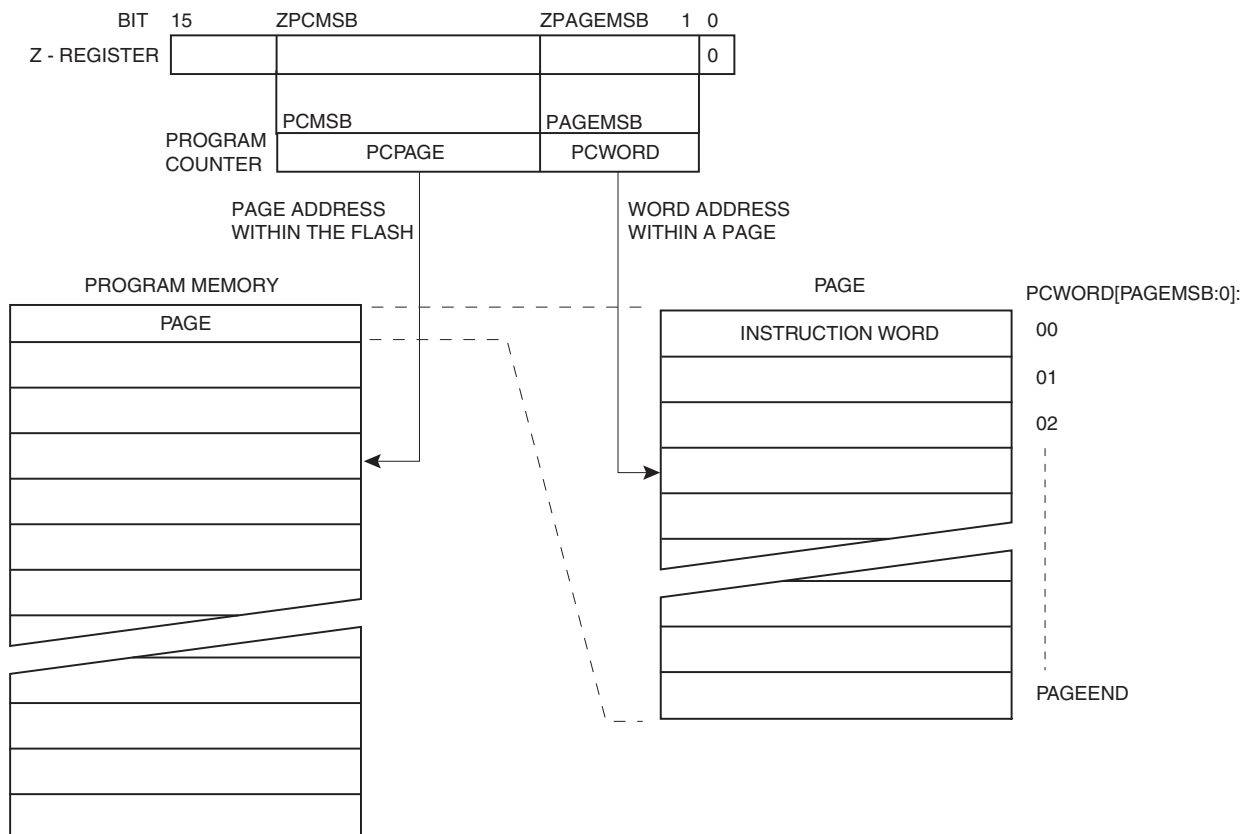 BIT 15 ZPCMSB ZPAGEMSB 1 0
Z - REGISTER 0
PCMSB PAGEMSB
PROGRAM
COUNTER
PCPAGE PCWORD
PAGE ADDRESS
WITHIN THE FLASH
WORD ADDRESS
WITHIN A PAGE
PROGRAM MEMORY
PAGE
PAGE
PCWORD[PAGEMSB:0]:
INSTRUCTION WORD
00
01
02
PAGEEND